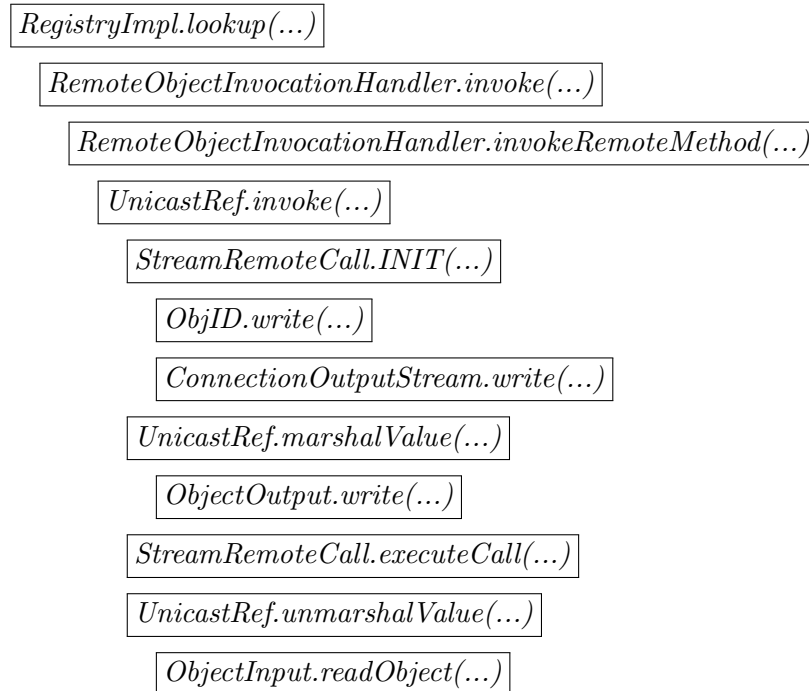 RegistryImpl.lookup(...)
RemoteObjectInvocationHandler.invoke(...)
RemoteObjectInvocationHandler.invokeRemoteMethod(...)
UnicastRef.invoke(...)
StreamRemoteCall.INIT(...)
ObjID.write(...)
ConnectionOutputStream.write(...)
UnicastRef.marshalValue(...)
ObjectOutput.write(...)
StreamRemoteCall.executeCall(...)
UnicastRef.unmarshalValue(...)
ObjectInput.readObject(...)